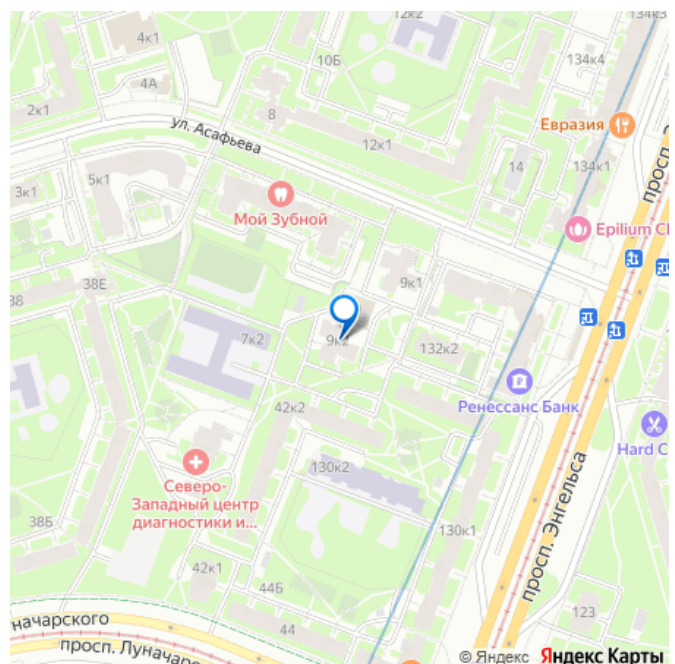 12к2
134к3
4к1
10Б
134к4
4А
2к1
8
Евразия
ул. Асафьева
12к1
14
134к1
просп. Э
5к1
3к1
Мой Зубной
Epilium Cl
38Е
9к1
38
7к2
9к2
132к2
Ренессанс Банк
42к2
Hard C
130к2
Северо-
Западный центр
диагностики и...
38Б
просп. Энгельса
130к1
42к1
44Б
123
44
начарского
просп. Луначарс
© Яндекс Яндекс Карты